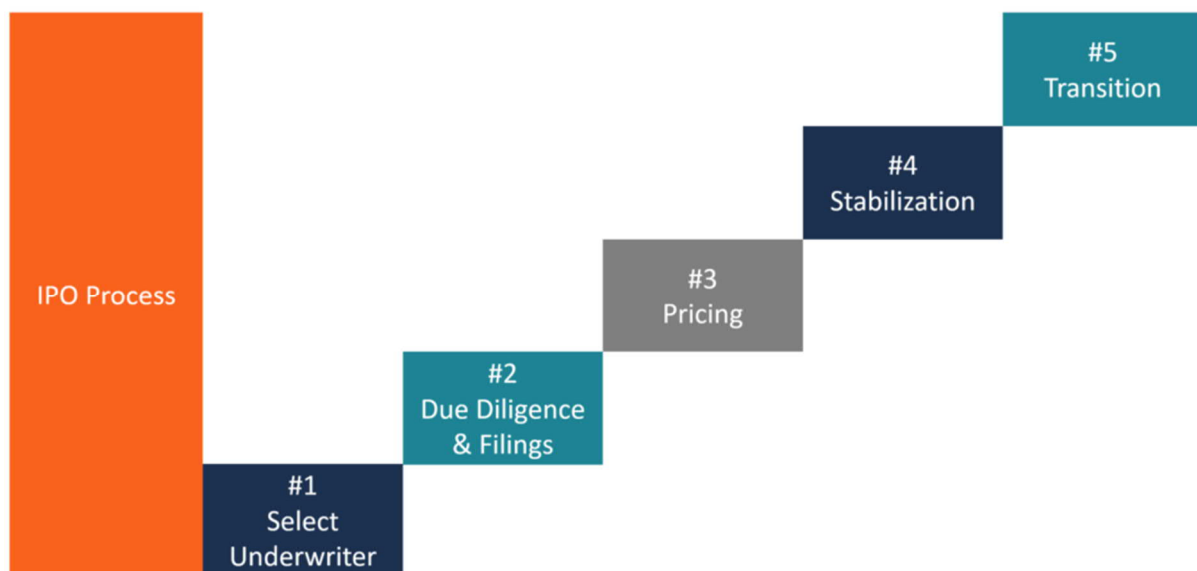 IPO Process
#1
Select
Underwriter
#2
Due Diligence
& Filings
#3
Pricing
#4
Stabilization
#5
Transition